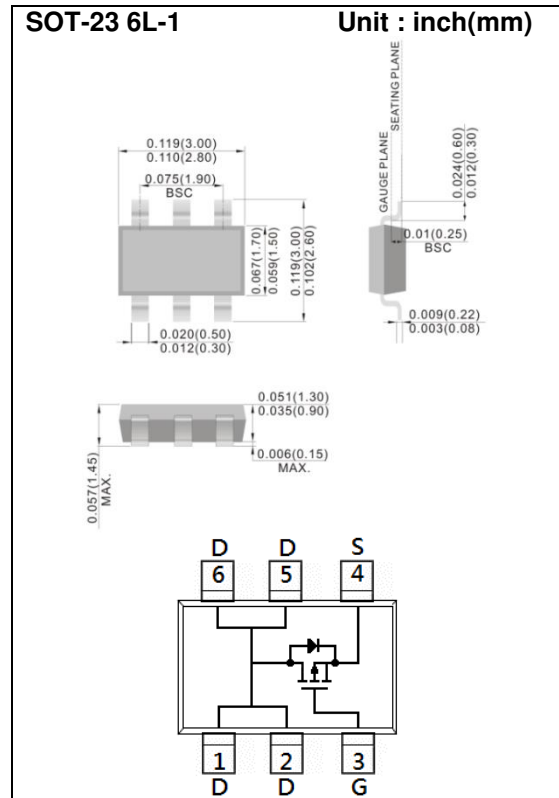 SOT-23 6L-1 Unit : inch(mm)
SEATING PLANE
GAUGE PLANE
0.119(3.00)
0.110(2.80)
0.075(1.90)
BSC
0.067(1.70)
0.059(1.50)
0.119(3.00)
0.102(2.60)
0.024(0.60)
0.012(0.30)
0.01(0.25)
BSC
0.020(0.50)
0.012(0.30)
0.009(0.22)
0.003(0.08)
0.051(1.30)
0.035(0.90)
0.006(0.15)
MAX.
0.057(1.45)
MAX.
D D S
6 5 4
1 2 3
D D G